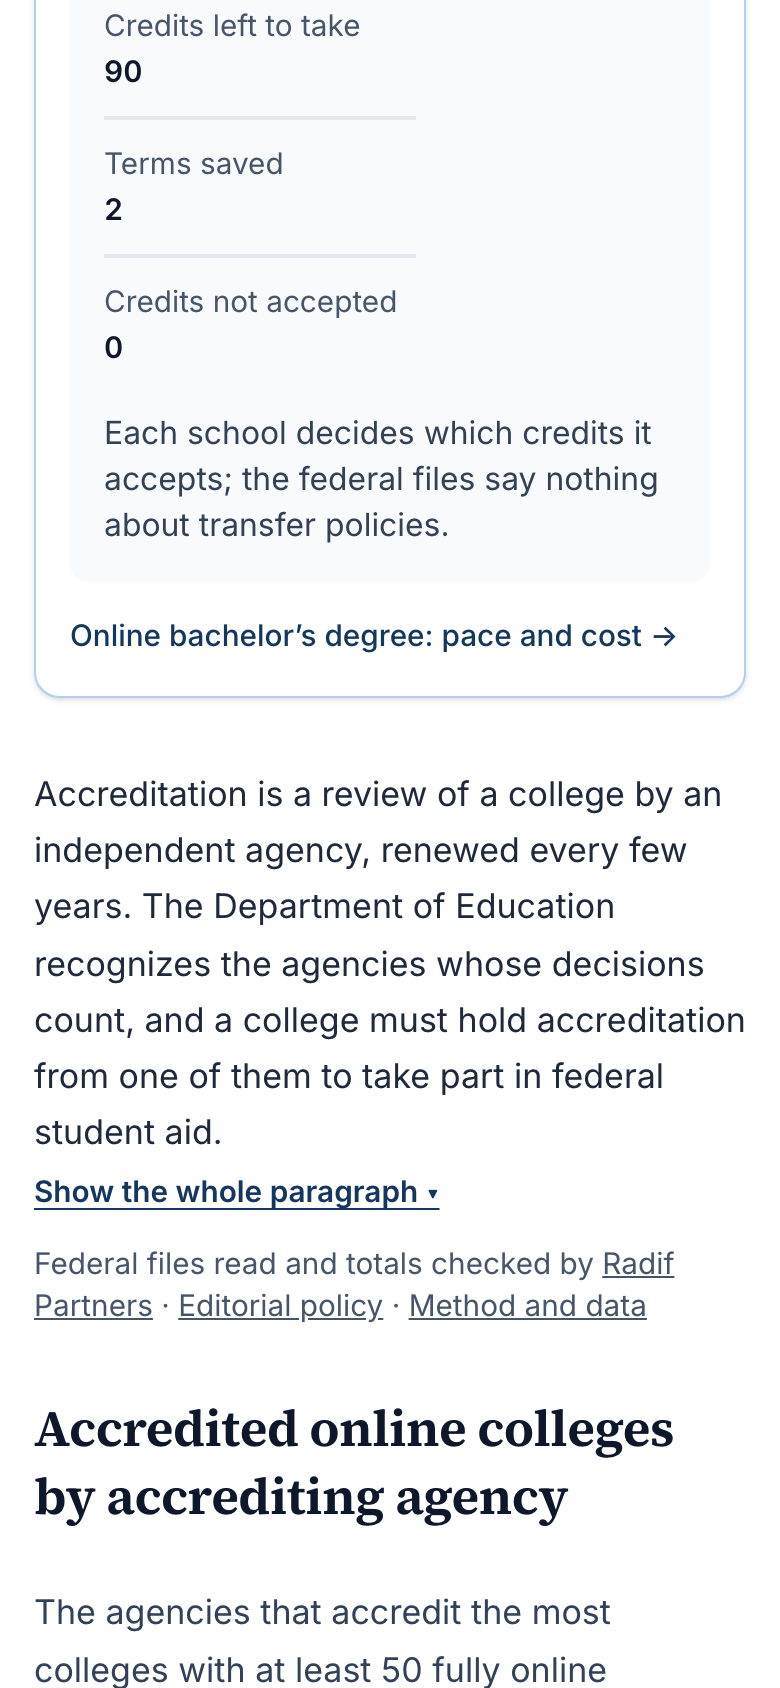 Credits left to take
90
Terms saved
2
Credits not accepted
0
Each school decides which credits it
accepts; the federal files say nothing
about transfer policies.
Online bachelor’s degree: pace and cost →
Accreditation is a review of a college by an
independent agency, renewed every few
years. The Department of Education
recognizes the agencies whose decisions
count, and a college must hold accreditation
from one of them to take part in federal
student aid.
Show the whole paragraph ▾
Federal files read and totals checked by Radif
Partners · Editorial policy · Method and data
Accredited online colleges
by accrediting agency
The agencies that accredit the most
colleges with at least 50 fully online